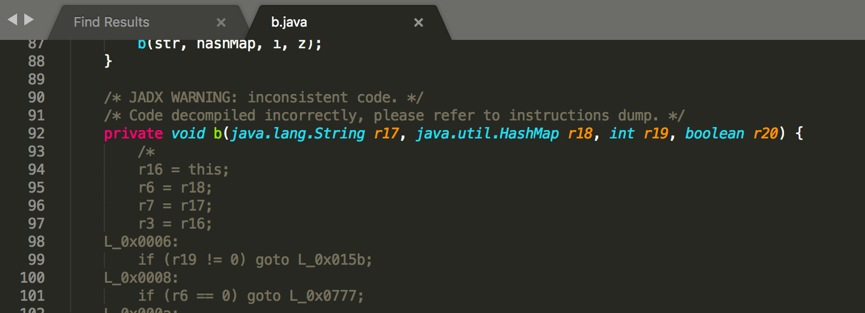 Find Results
b.java
87 b(str, hashMap, i, z);
88 }
89
90 /* JADX WARNING: inconsistent code. */
91 /* Code decompiled incorrectly, please refer to instructions dump. */
92 private void b(java.lang.String r17, java.util.HashMap r18, int r19, boolean r20) {
93 /*
94 r16 = this;
95 r6 = r18;
96 r7 = r17;
97 r3 = r16;
98 L_0x0006:
99 if (r19 != 0) goto L_0x015b;
100 L_0x0008:
101 if (r6 == 0) goto L_0x0777;
102 L_0x000a: